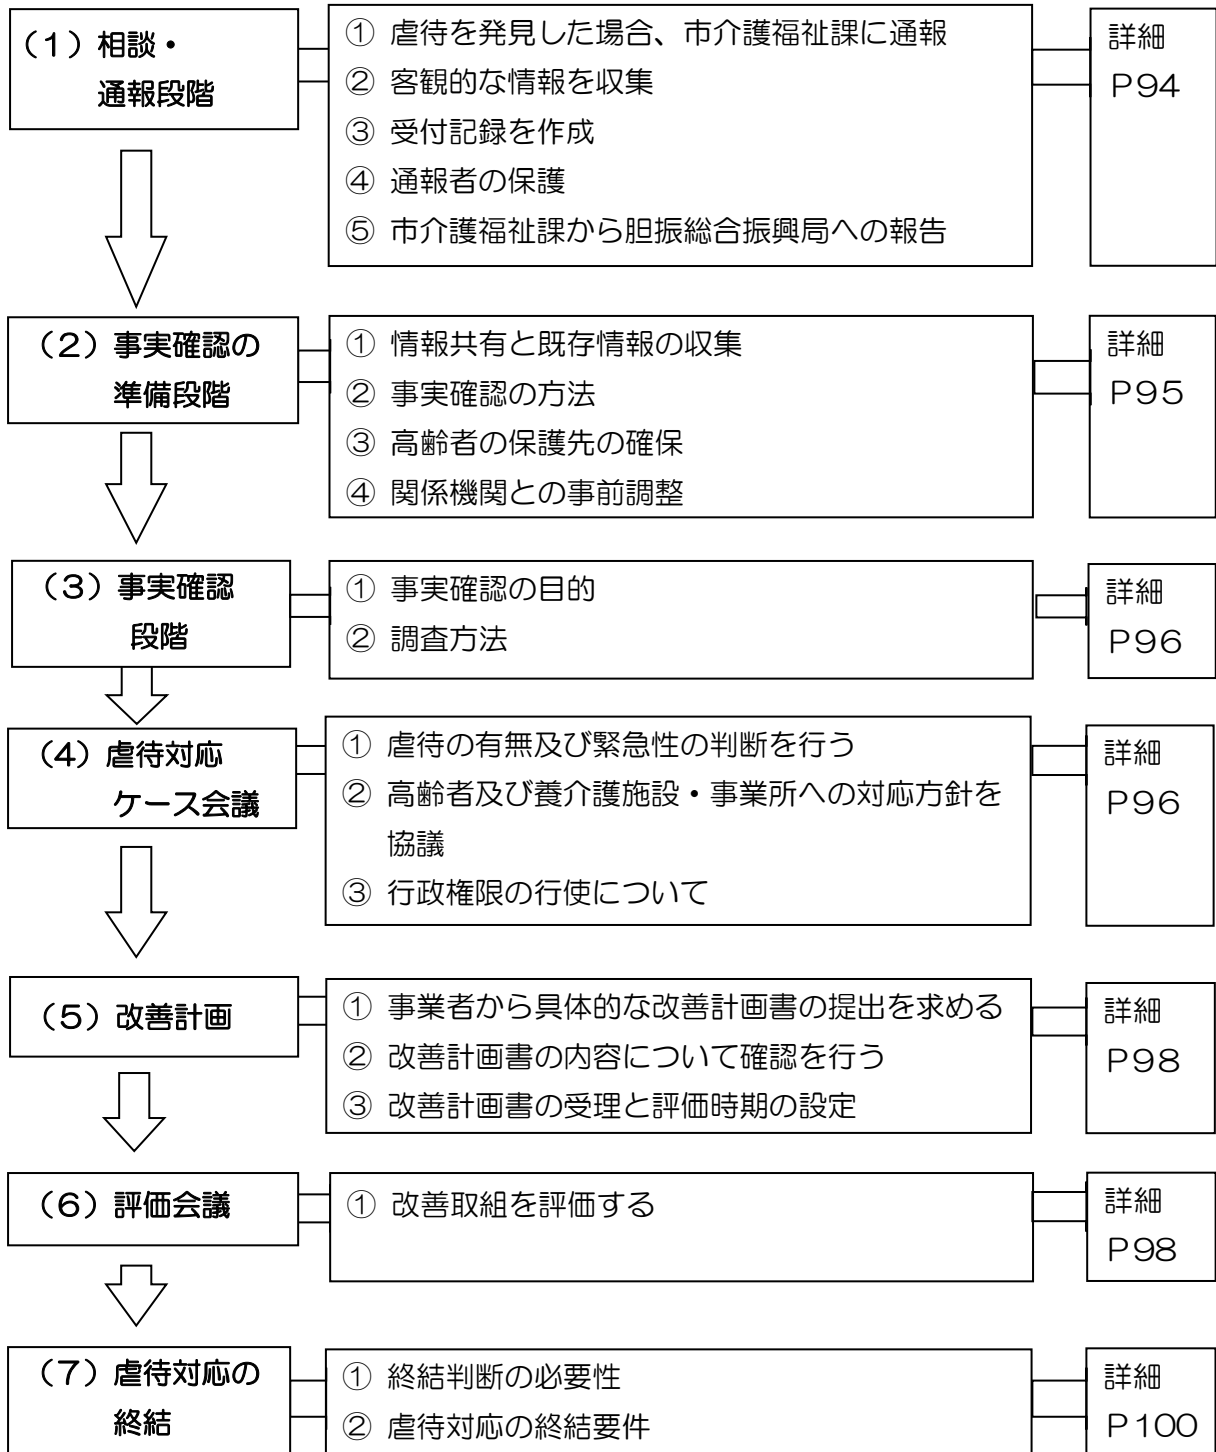 （１）相談・
通報段階
① 虐待を発見した場合、市介護福祉課に通報
② 客観的な情報を収集
③ 受付記録を作成
④ 通報者の保護
⑤ 市介護福祉課から胆振総合振興局への報告
詳細
Ｐ94
（２）事実確認の
準備段階
① 情報共有と既存情報の収集
② 事実確認の方法
③ 高齢者の保護先の確保
④ 関係機関との事前調整
詳細
Ｐ95
（３）事実確認
段階
① 事実確認の目的
② 調査方法
詳細
Ｐ96
（４）虐待対応
ケース会議
① 虐待の有無及び緊急性の判断を行う
② 高齢者及び養介護施設・事業所への対応方針を
協議
③ 行政権限の行使について
詳細
Ｐ96
（５）改善計画
① 事業者から具体的な改善計画書の提出を求める
② 改善計画書の内容について確認を行う
③ 改善計画書の受理と評価時期の設定
詳細
Ｐ98
（６）評価会議
① 改善取組を評価する
詳細
Ｐ98
（７）虐待対応の
終結
① 終結判断の必要性
② 虐待対応の終結要件
詳細
Ｐ100